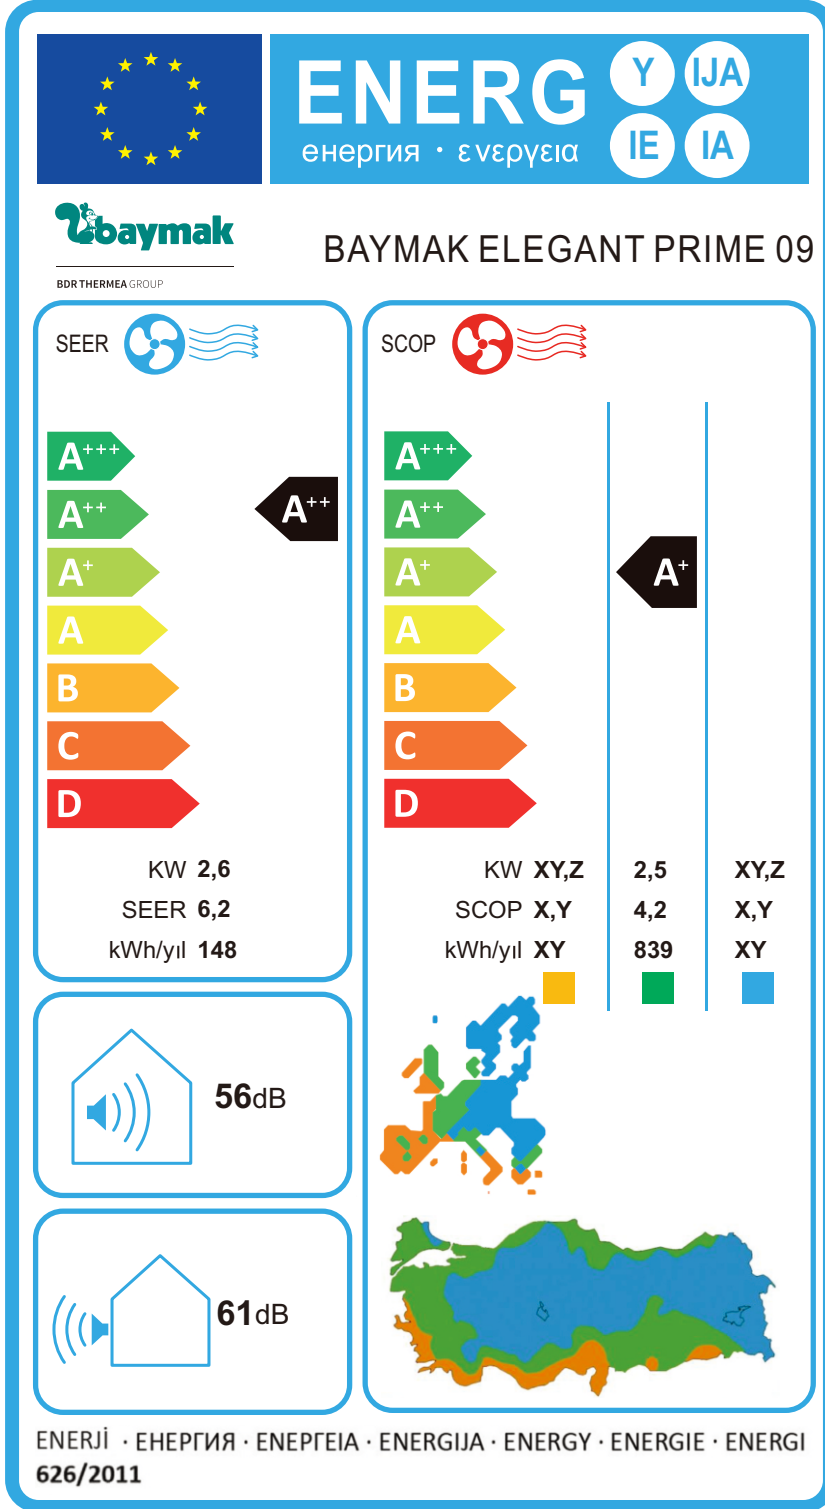 ENERG
Y IJA
енергия · ενεργεια
IE IA
baymak
BDR THERMEA GROUP
BAYMAK ELEGANT PRIME 09
SEER
A+++
A++
A++
A+
A
B
C
D
KW 2,6
SEER 6,2
kWh/yıl 148
SCOP
A+++
A++
A+
A+
A
B
C
D
KW XY,Z 2,5 XY,Z
SCOP X,Y 4,2 X,Y
kWh/yıl XY 839 XY
56dB
61dB
ENERJİ · ЕНЕРГИЯ · ΕΝΕΡΓΕΙΑ · ENERGIJA · ENERGY · ENERGIE · ENERGI
626/2011